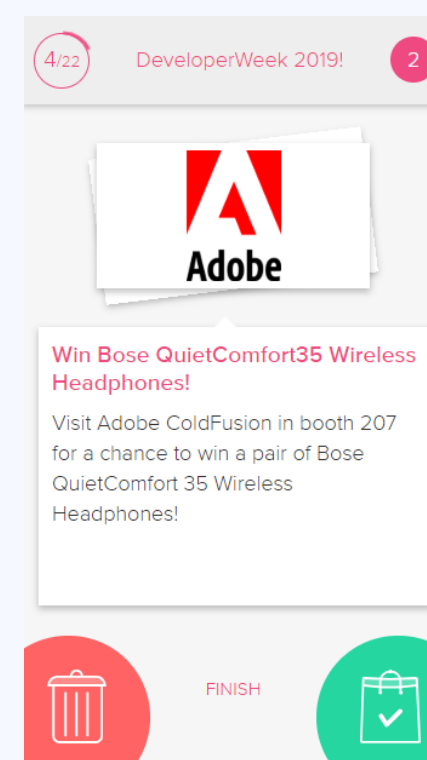 4/22
DeveloperWeek 2019!
2
Adobe
Win Bose QuietComfort35 Wireless
Headphones!
Visit Adobe ColdFusion in booth 207
for a chance to win a pair of Bose
QuietComfort 35 Wireless
Headphones!
FINISH